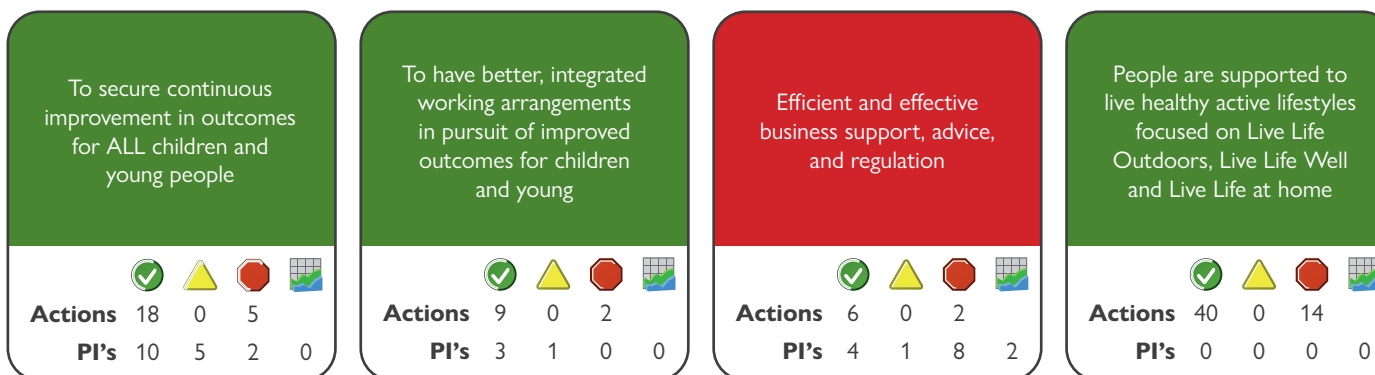 To secure continuous
improvement in outcomes
for ALL children and
young people
Actions 18 0 5
PI's 10 5 2 0
To have better, integrated
working arrangements
in pursuit of improved
outcomes for children
and young
Actions 9 0 2
PI's 3 1 0 0
Efficient and effective
business support, advice,
and regulation
Actions 6 0 2
PI's 4 1 8 2
People are supported to
live healthy active lifestyles
focused on Live Life
Outdoors, Live Life Well
and Live Life at home
Actions 40 0 14
PI's 0 0 0 0